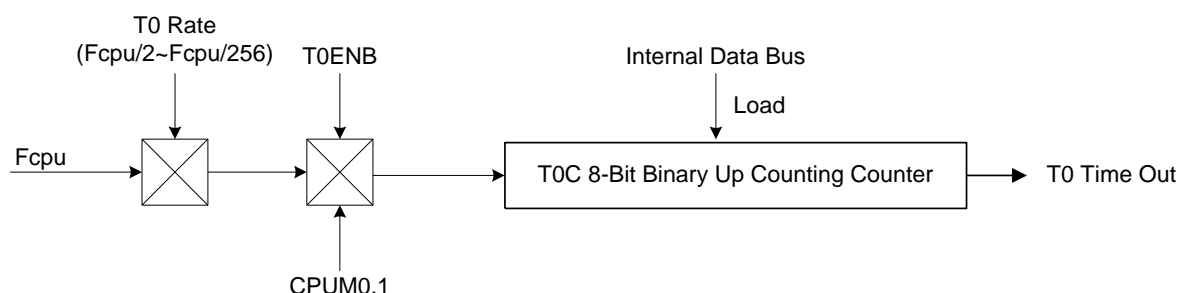 T0 Rate
(Fcpu/2~Fcpu/256)
T0ENB
Internal Data Bus
Load
Fcpu
T0C 8-Bit Binary Up Counting Counter
T0 Time Out
CPUM0,1